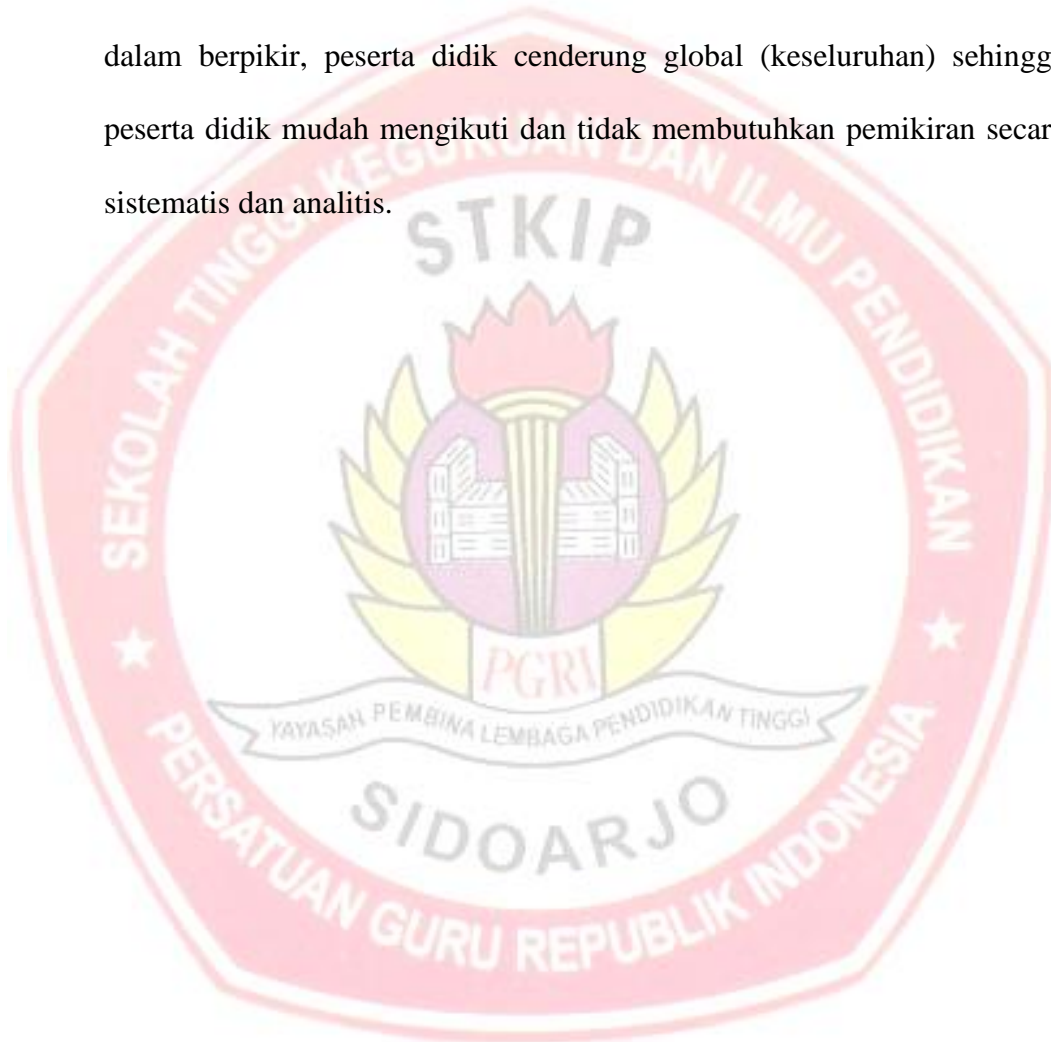 dalam berpikir, peserta didik cenderung global (keseluruhan) sehingg
peserta didik mudah mengikuti dan tidak membutuhkan pemikiran secar
sistematis dan analitis.
SEKOLAH TINGGI KEGURUAN DAN ILMU PENDIDIKAN
STKIP
PGRI
YAYASAN PEMBINA LEMBAGA PENDIDIKAN TINGGI
SIDOARJO
PERSATUAN GURU REPUBLIK INDONESIA